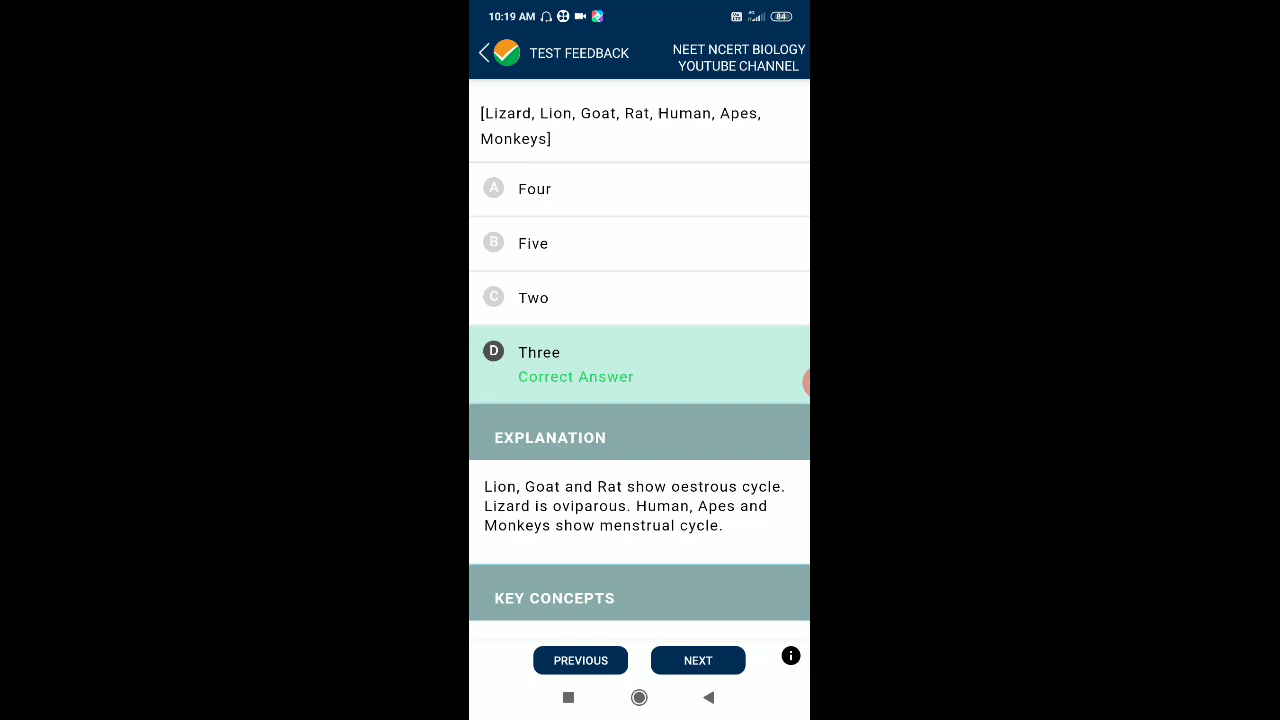 10:19 AM
84
TEST FEEDBACK
NEET NCERT BIOLOGY
YOUTUBE CHANNEL
[Lizard, Lion, Goat, Rat, Human, Apes,
Monkeys]
A Four
B Five
C Two
D Three
Correct Answer
EXPLANATION
Lion, Goat and Rat show oestrous cycle.
Lizard is oviparous. Human, Apes and
Monkeys show menstrual cycle.
KEY CONCEPTS
PREVIOUS
NEXT